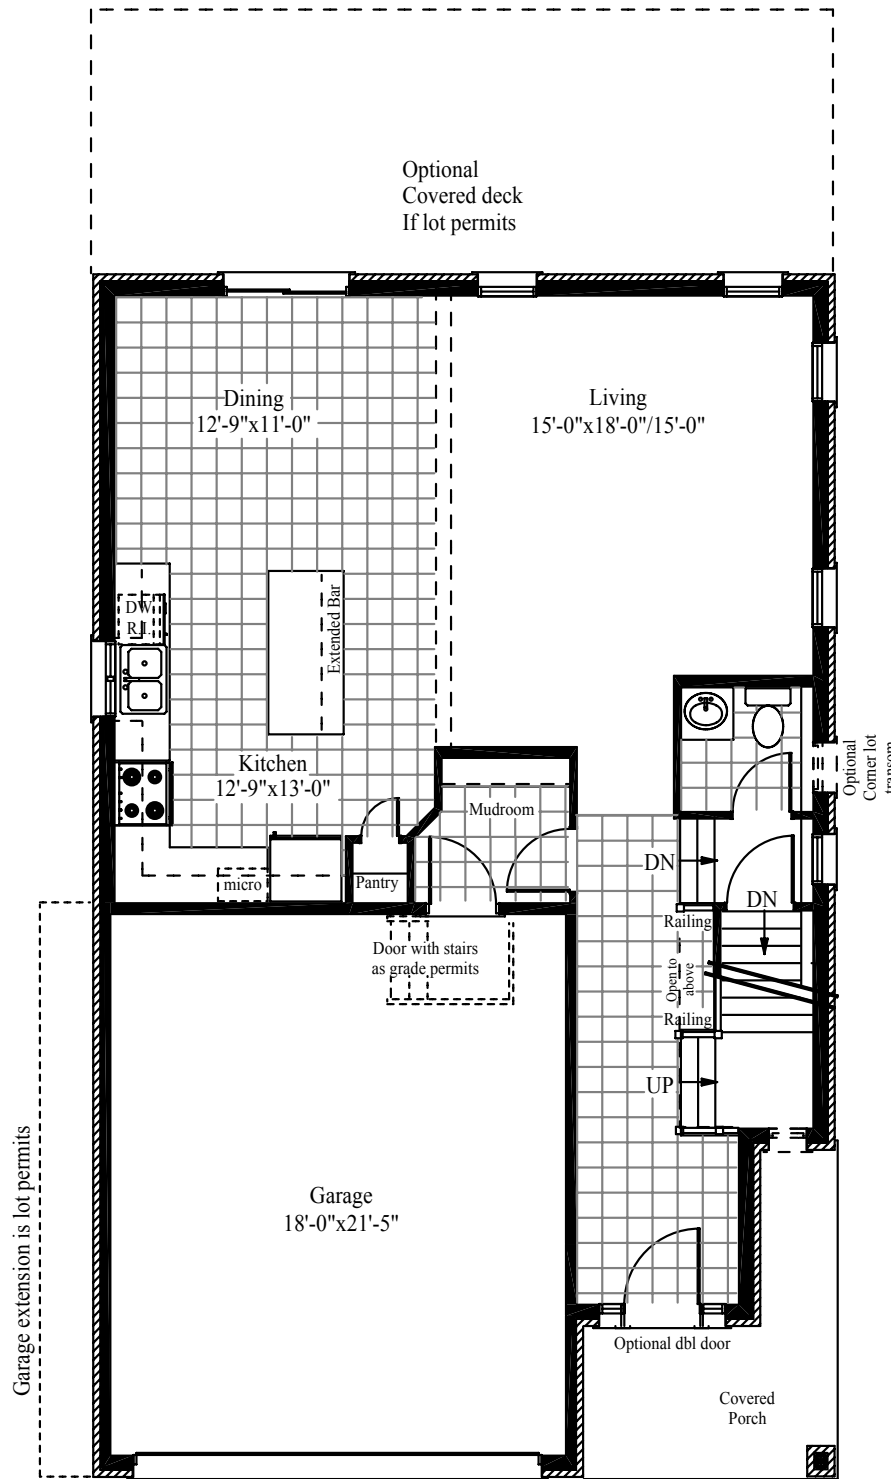 Optional
Covered deck
If lot permits
Dining
12'-9"x11'-0"
Living
15'-0"x18'-0"/15'-0"
DW
R.I.
Extended Bar
Kitchen
12'-9"x13'-0"
Mudroom
Optional
Corner lot
transom
micro
Pantry
DN
DN
Railing
Door with stairs
as grade permits
Open to
above
Railing
UP
Garage
18'-0"x21'-5"
Garage extension is lot permits
Optional dbl door
Covered
Porch